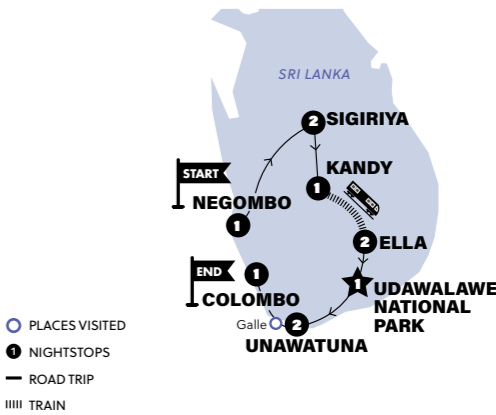 SRI LANKA
2 SIGIRIYA
KANDY
1
START
NEGOMBO
1
2 ELLA
END
1
COLOMBO
1 UDAWALAWE
NATIONAL
PARK
Galle
2
UNAWATUNA
PLACES VISITED
1 NIGHTSTOPS
ROAD TRIP
TRAIN